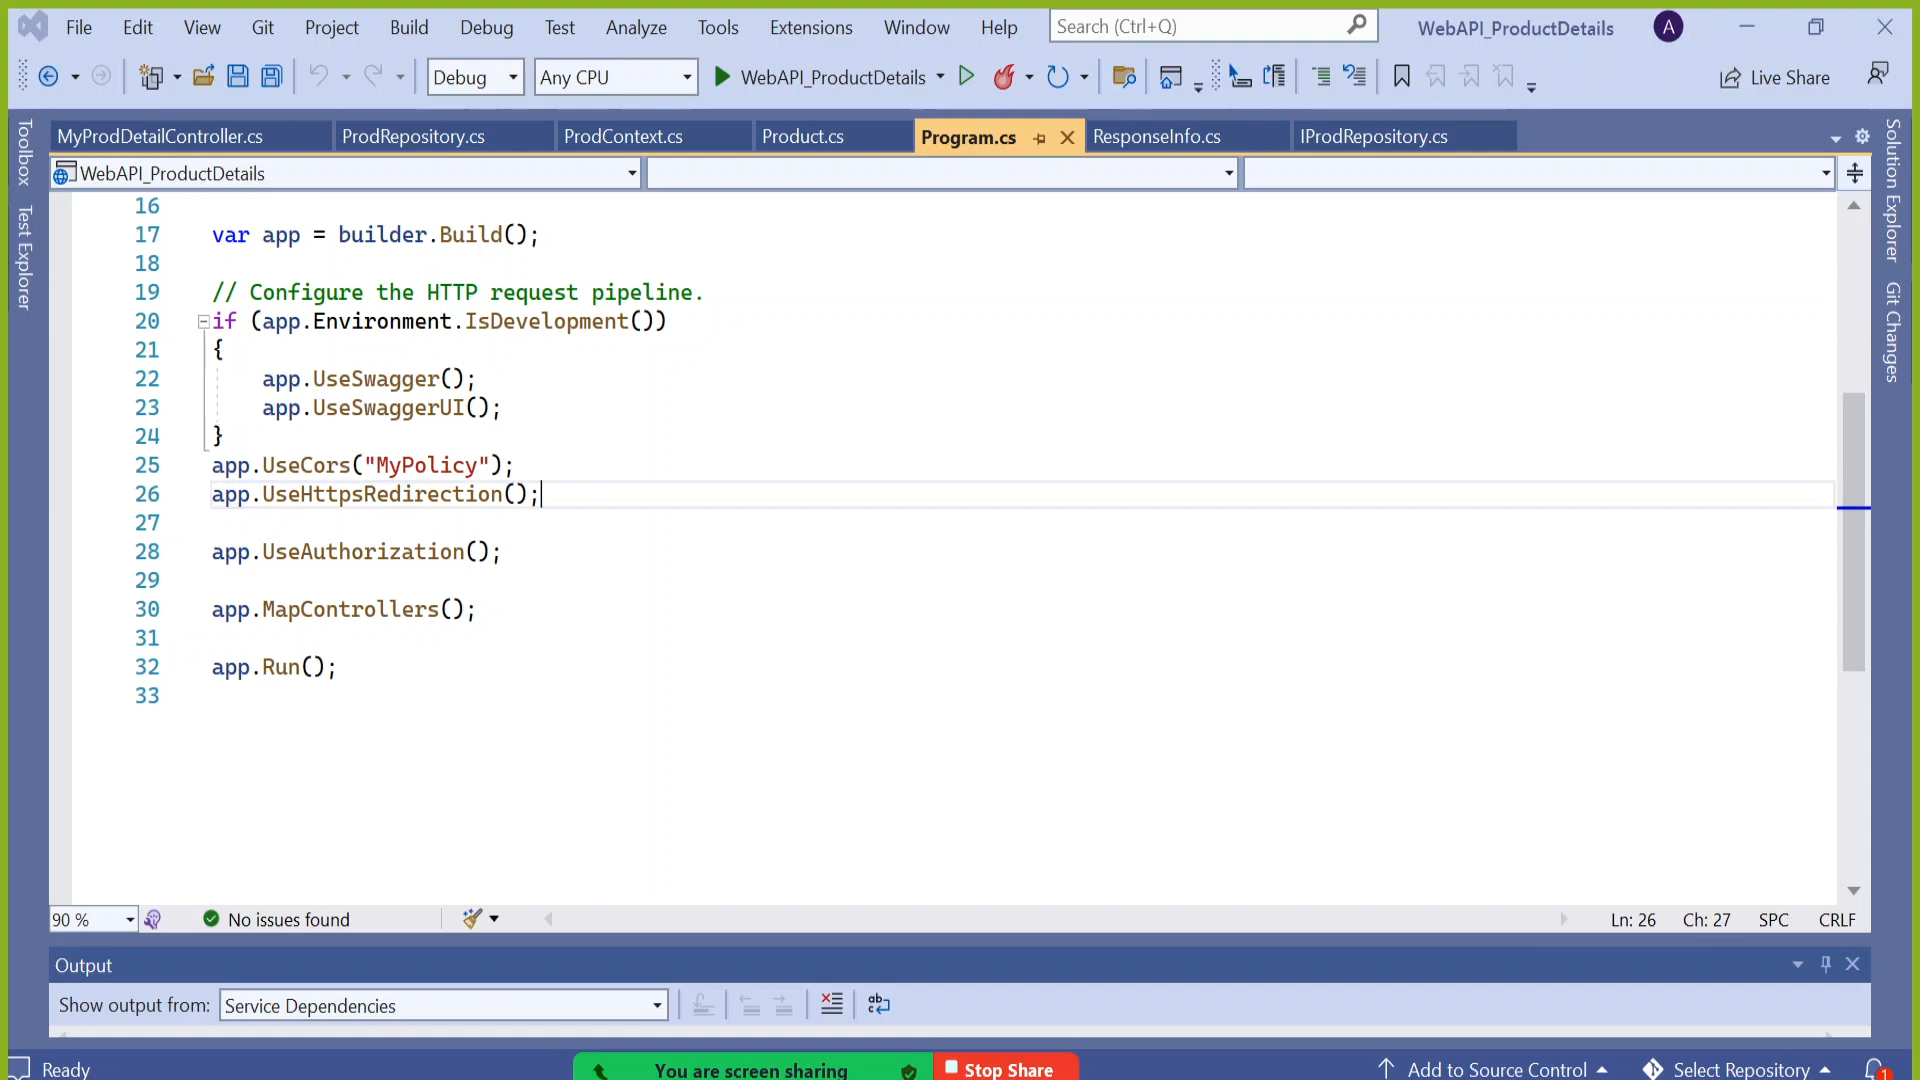 File Edit View Git Project Build Debug Test Analyze Tools Extensions Window Help Search (Ctrl+Q) WebAPI_ProductDetails A
Debug Any CPU WebAPI_ProductDetails Live Share
MyProdDetailController.cs ProdRepository.cs ProdContext.cs Product.cs Program.cs ResponseInfo.cs IProdRepository.cs
WebAPI_ProductDetails
Toolbox
Test Explorer
Solution Explorer
Git Changes
16
17 var app = builder.Build();
18
19 // Configure the HTTP request pipeline.
20 if (app.Environment.IsDevelopment())
21 {
22 app.UseSwagger();
23 app.UseSwaggerUI();
24 }
25 app.UseCors("MyPolicy");
26 app.UseHttpsRedirection();
27
28 app.UseAuthorization();
29
30 app.MapControllers();
31
32 app.Run();
33
90 % No issues found Ln: 26 Ch: 27 SPC CRLF
Output
Show output from: Service Dependencies
Ready You are screen sharing Stop Share Add to Source Control Select Repository 1